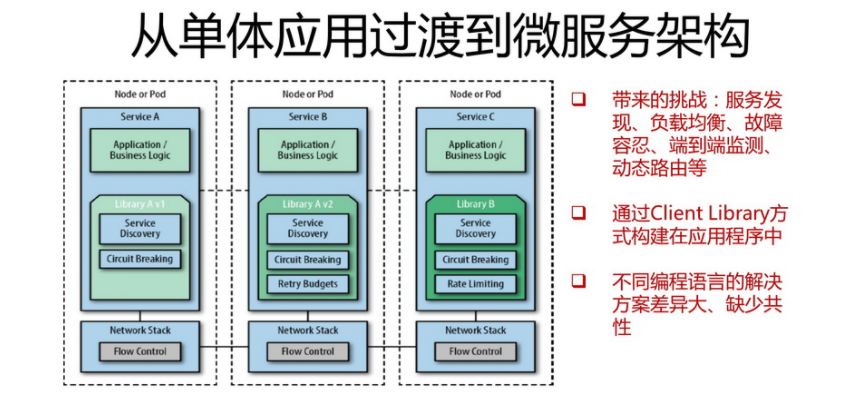 从单体应用过渡到微服务架构
Node or Pod
Service A
Application /
Business Logic
Library A v1
Service
Discovery
Circuit Breaking
Network Stack
Flow Control
Node or Pod
Service B
Application /
Business Logic
Library A v2
Service
Discovery
Circuit Breaking
Retry Budgets
Network Stack
Flow Control
Node or Pod
Service C
Application /
Business Logic
Library B
Service
Discovery
Circuit Breaking
Rate Limiting
Network Stack
Flow Control
带来的挑战：服务发
现、负载均衡、故障
容忍、端到端监测、
动态路由等
通过Client Library方
式构建在应用程序中
不同编程语言的解决
方案差异大、缺少共
性